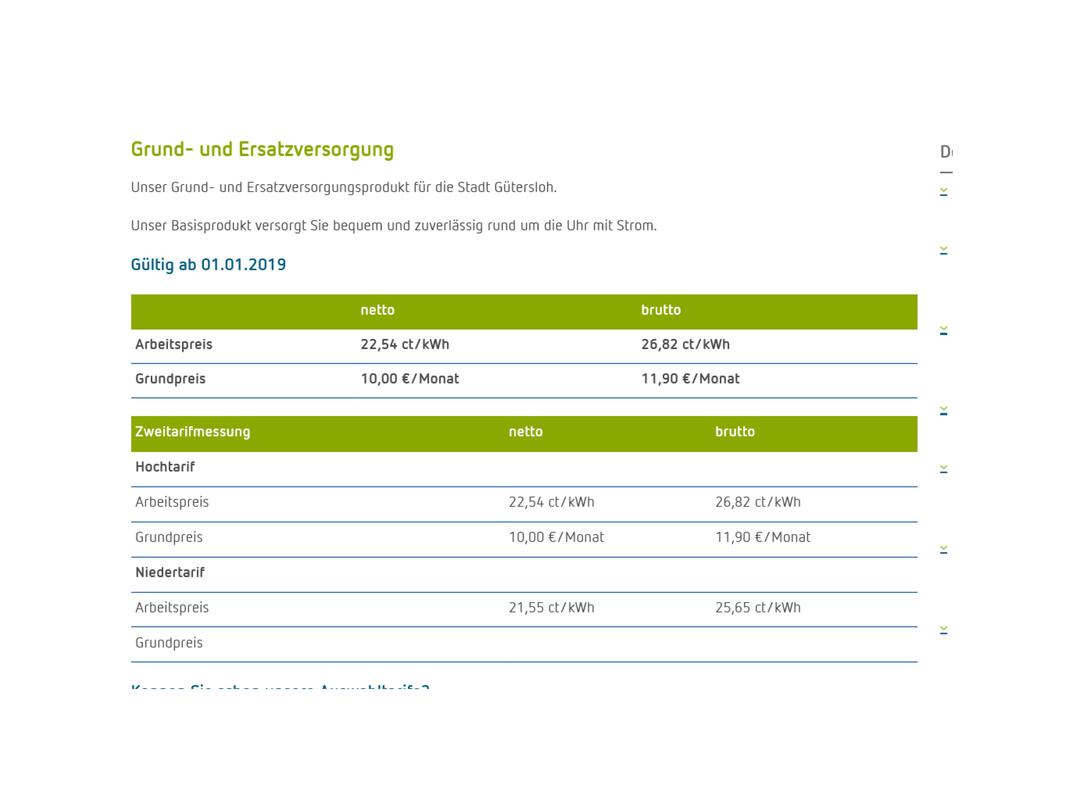 Grund- und Ersatzversorgung
Unser Grund- und Ersatzversorgungsprodukt für die Stadt Gütersloh.
Unser Basisprodukt versorgt Sie bequem und zuverlässig rund um die Uhr mit Strom.
Gültig ab 01.01.2019
netto brutto
Arbeitspreis 22,54 ct/kWh 26,82 ct/kWh
Grundpreis 10,00 €/Monat 11,90 €/Monat
Zweitarifmessung netto brutto
Hochtarif
Arbeitspreis 22,54 ct/kWh 26,82 ct/kWh
Grundpreis 10,00 €/Monat 11,90 €/Monat
Niedertarif
Arbeitspreis 21,55 ct/kWh 25,65 ct/kWh
Grundpreis